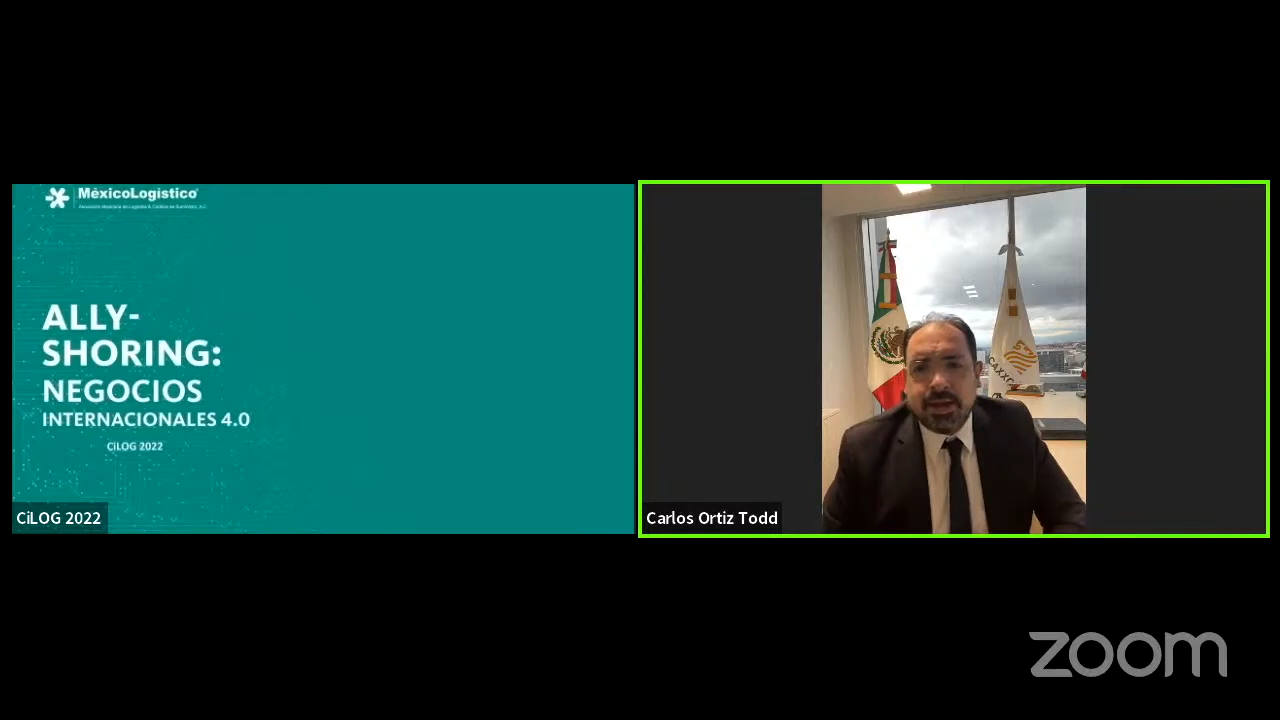 MéxicoLogístico
ALLY-
SHORING:
NEGOCIOS
INTERNACIONALES 4.0
CiLOG 2022
CiLOG 2022
Carlos Ortiz Todd
zoom